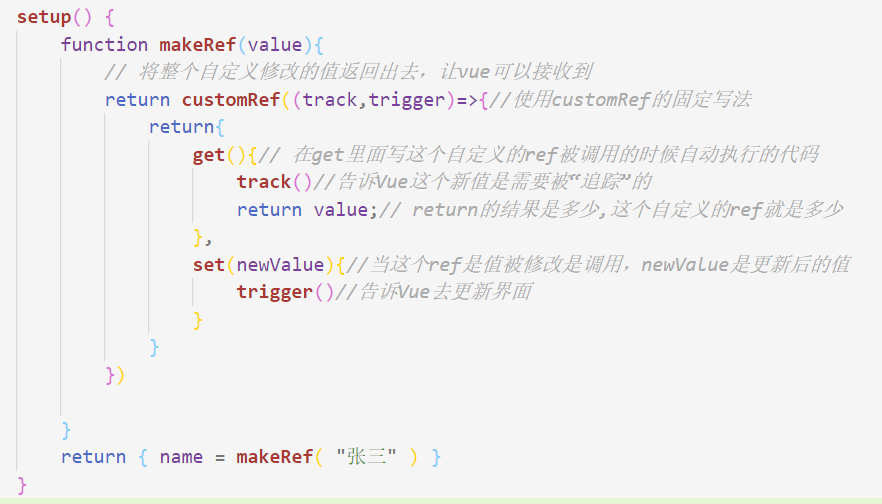 setup() {
function makeRef(value){
// 将整个自定义修改的值返回出去，让vue可以接收到
return customRef((track,trigger)=>{//使用customRef的固定写法
return{
get(){// 在get里面写这个自定义的ref被调用的时候自动执行的代码
track()//告诉Vue这个新值是需要被“追踪”的
return value;// return的结果是多少,这个自定义的ref就是多少
},
set(newValue){//当这个ref是值被修改是调用，newValue是更新后的值
trigger()//告诉Vue去更新界面
}
}
})
}
return { name = makeRef( "张三" ) }
}